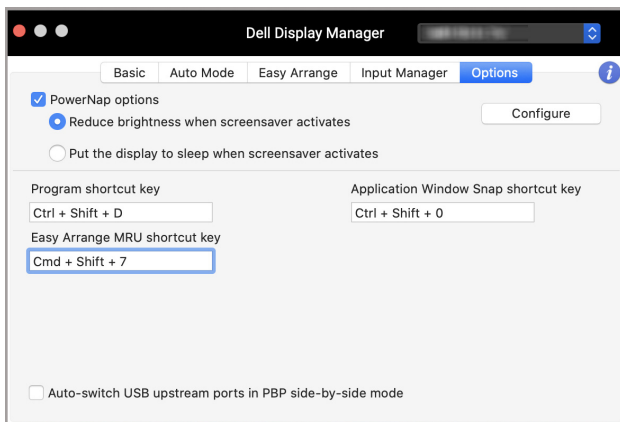 Dell Display Manager
Basic Auto Mode Easy Arrange Input Manager Options i
PowerNap options
Configure
Reduce brightness when screensaver activates
Put the display to sleep when screensaver activates
Program shortcut key Application Window Snap shortcut key
Ctrl + Shift + D Ctrl + Shift + 0
Easy Arrange MRU shortcut key
Cmd + Shift + 7
Auto-switch USB upstream ports in PBP side-by-side mode